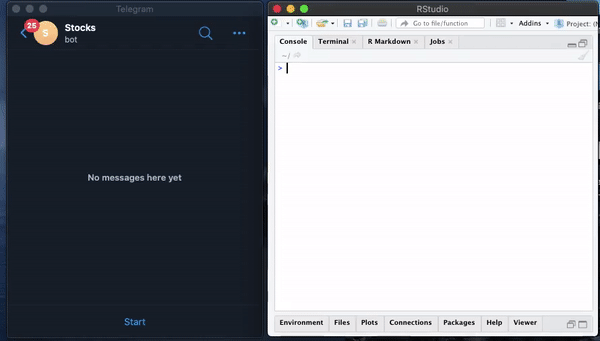 Telegram
25
S
Stocks
bot
No messages here yet
Start
RStudio
Go to file/function
Addins
Project: (N
Console
Terminal
R Markdown
Jobs
~/
>
Environment
Files
Plots
Connections
Packages
Help
Viewer